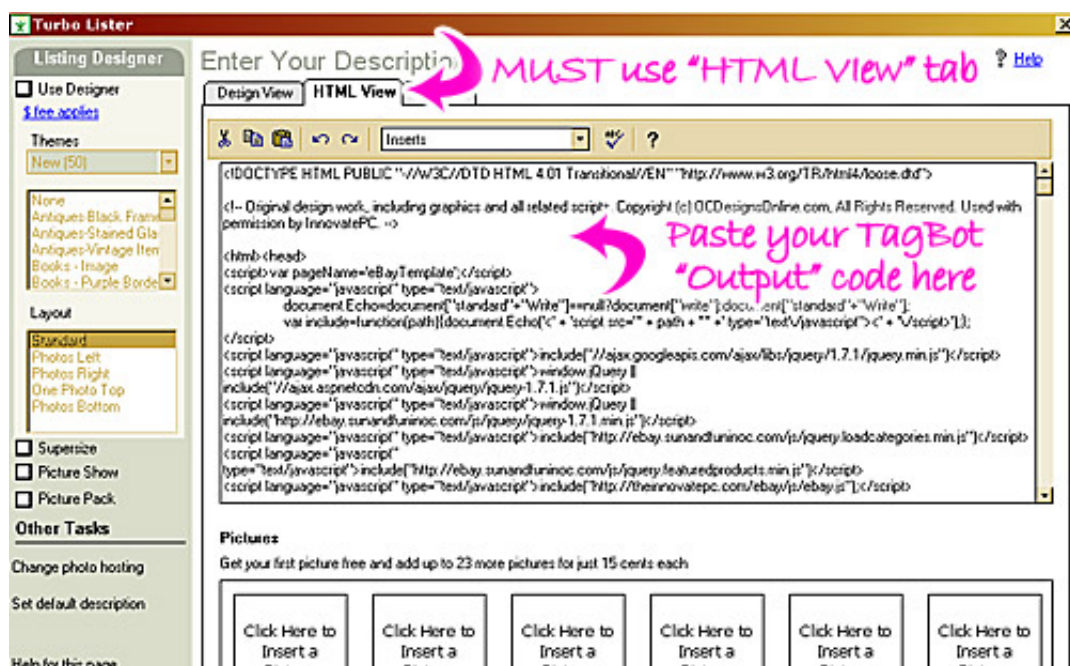 Turbo Lister
Listing Designer
Use Designer
$ fee applies
Themes
New (50)
None
Antiques-Black Frame
Antiques-Stained Gla
Antiques-Vintage Item
Books - Image
Books - Purple Borde
Layout
Standard
Photos Left
Photos Right
One Photo Top
Photos Bottom
Supersize
Picture Show
Picture Pack
Other Tasks
Change photo hosting
Set default description
Help for this page
Enter Your Descriptio
MUST use "HTML View" tab
? Help
Design View
HTML View
Inserts
?
<!DOCTYPE HTML PUBLIC "-//W3C//DTD HTML 4.01 Transitional//EN" "http://www.w3.org/TR/html4/loose.dtd">
<!-- Original design work, including graphics and all related scripts. Copyright (c) OCDesignsOnline.com, All Rights Reserved. Used with
permission by InnovatePC. -->
Paste your TagBot
"Output" code here
<html><head>
<script>var pageName='eBayTemplate';</script>
<script language="javascript" type="text/javascript">
document.Echo=document["standard"+"Write"]==null?document["write"]:document["standard"+"Write"];
var include=function(path){document.Echo('<' + 'script src="' + path + '" +' type="text\/javascript"><' + '\/script>');};
</script>
<script language="javascript" type="text/javascript">include("//ajax.googleapis.com/ajax/libs/jquery/1.7.1/jquery.min.js")</script>
<script language="javascript" type="text/javascript">window.jQuery ||
include("//ajax.aspnetcdn.com/ajax/jquery/jquery-1.7.1.js")</script>
<script language="javascript" type="text/javascript">window.jQuery ||
include("http://ebay.sunandfuninoc.com/js/jquery/jquery-1.7.1.min.js")</script>
<script language="javascript" type="text/javascript">include("http://ebay.sunandfuninoc.com/js/jquery.loadcategories.min.js")</script>
<script language="javascript"
type="text/javascript">include("http://ebay.sunandfuninoc.com/js/jquery.featuredproducts.min.js")</script>
<script language="javascript" type="text/javascript">include("http://theinnovatepc.com/ebay/js/ebay.js");</script>
Pictures
Get your first picture free and add up to 23 more pictures for just 15 cents each
Click Here to
Insert a
Click Here to
Insert a
Click Here to
Insert a
Click Here to
Insert a
Click Here to
Insert a
Click Here to
Insert a